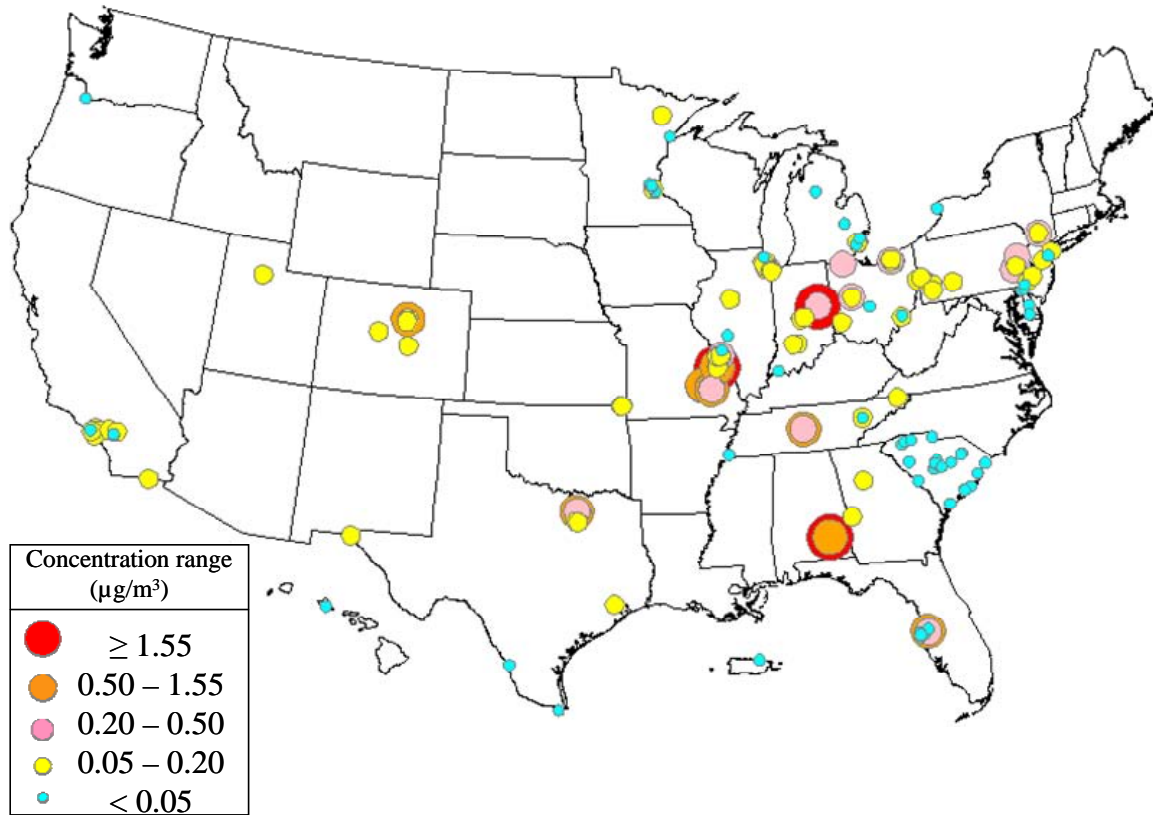 Concentration range
(µg/m³)
≥ 1.55
0.50 – 1.55
0.20 – 0.50
0.05 – 0.20
< 0.05